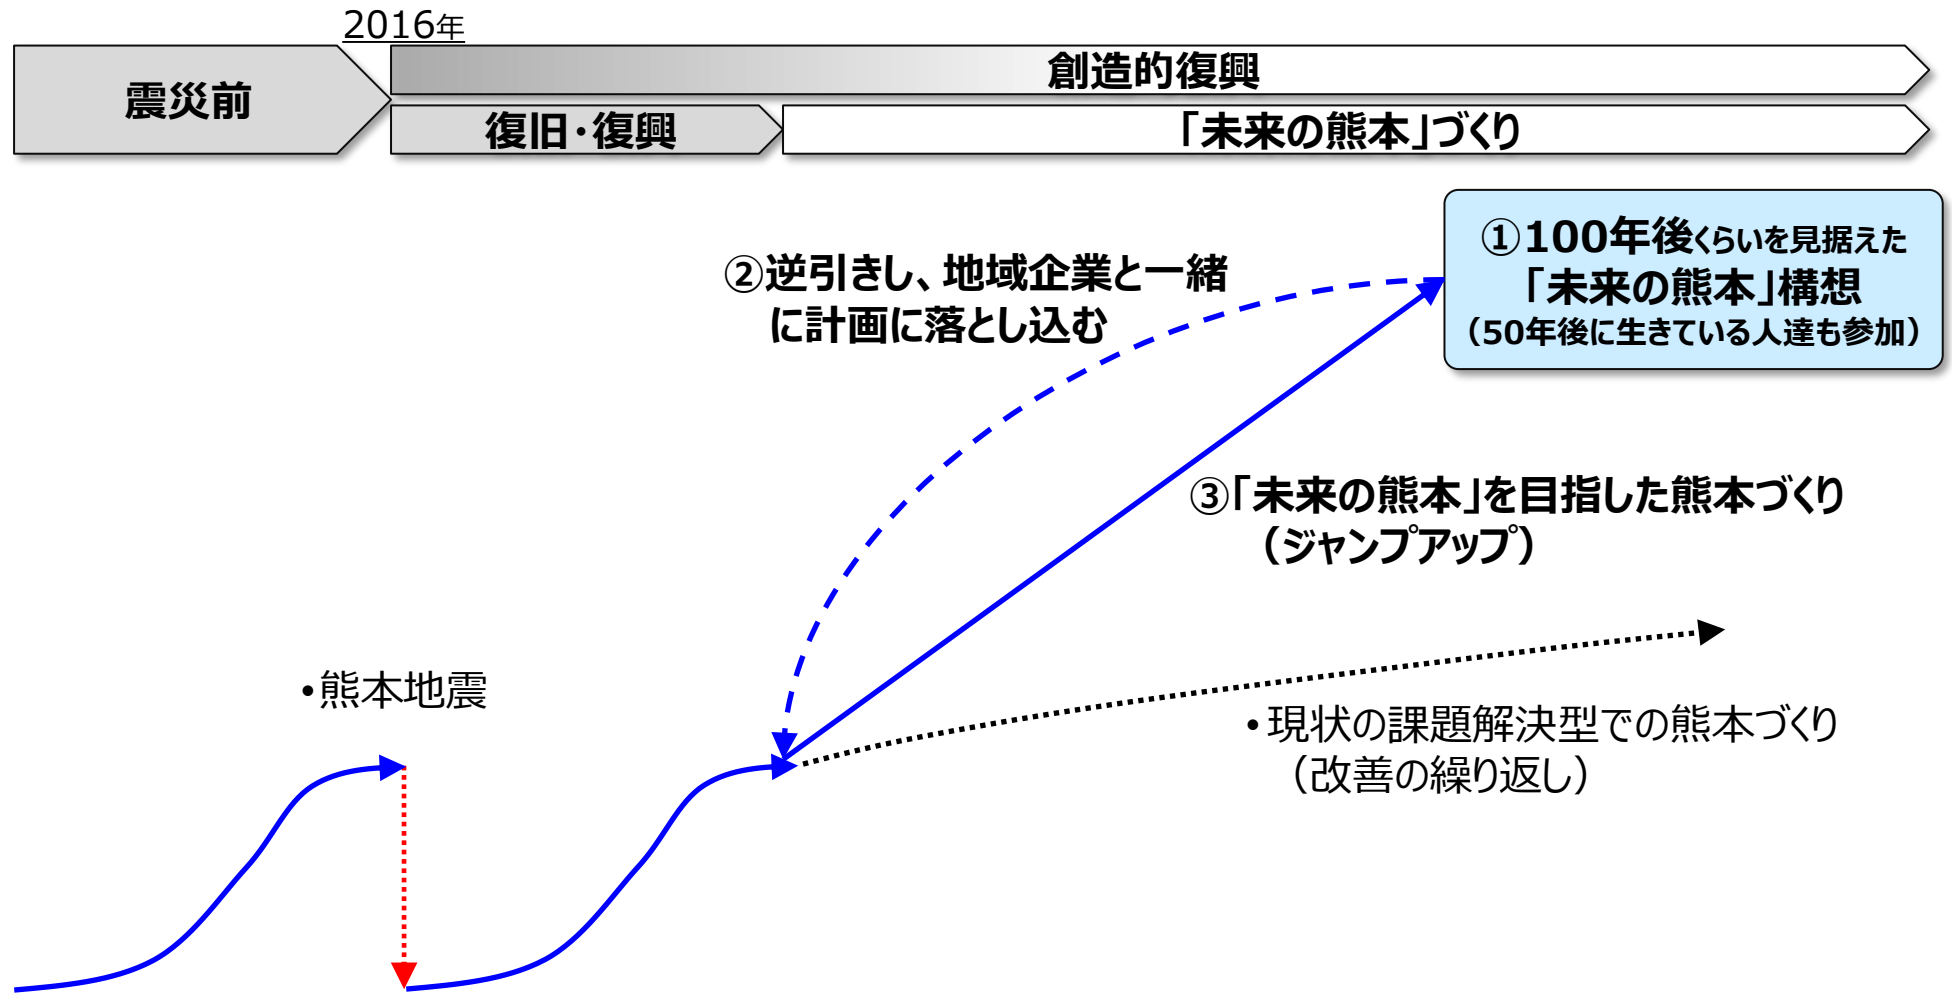 2016年
震災前
創造的復興
復旧・復興
「未来の熊本」づくり
①100年後くらいを見据えた
「未来の熊本」構想
（50年後に生きている人達も参加）
②逆引きし、地域企業と一緒
に計画に落とし込む
③「未来の熊本」を目指した熊本づくり
（ジャンプアップ）
・熊本地震
・現状の課題解決型での熊本づくり
（改善の繰り返し）